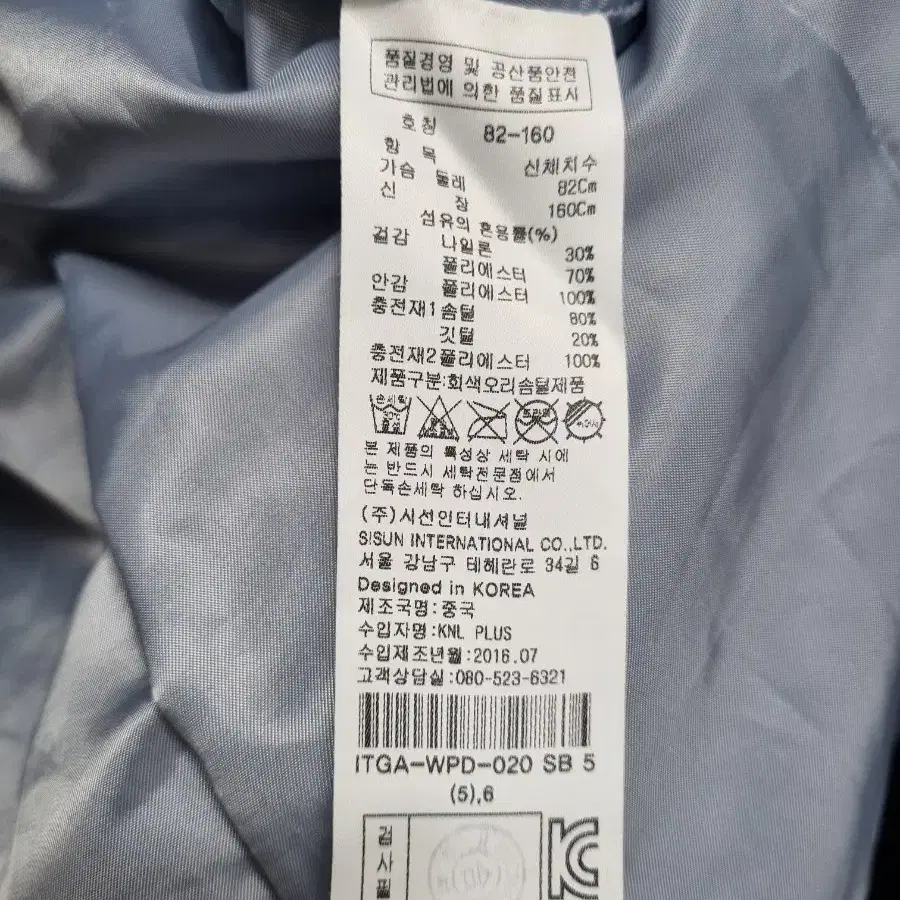 품질경영 및 공산품안전
관리법에 의한 품질표시
호칭 82-160
항 목 신체치수
가슴 둘레 82Cm
신 장 160Cm
섬유의 혼용률(%)
겉감 나일론 30%
폴리에스터 70%
안감 폴리에스터 100%
충전재1 솜털 80%
깃털 20%
충전재2 폴리에스터 100%
제품구분:회색오리솜털제품
본 제품의 특성상 세탁 시에
는 반드시 세탁전문점에서
단독손세탁 하십시오.
(주)시선인터내셔널
SISUN INTERNATIONAL CO.,LTD.
서울 강남구 테헤란로 34길 6
Designed in KOREA
제조국명:중국
수입자명:KNL PLUS
수입제조년월:2016.07
고객상담실:080-523-6321
ITGA-WPD-020 SB 5
(5),6
검사필